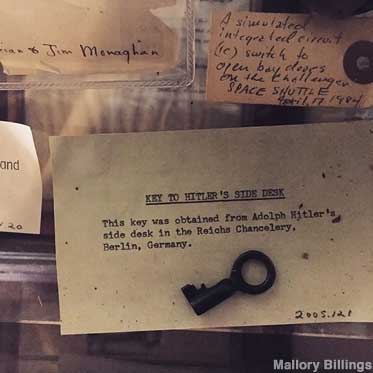 ian & Jim Monaghan
A simulated
integrated circuit
(c) switch to
open bay doors
on the Challenger
SPACE SHUTTLE
April 17 1984
and
20
KEY TO HITLER'S SIDE DESK
This key was obtained from Adolph Hitler's
side desk in the Reichs Chancelery,
Berlin, Germany.
2005.121
Mallory Billings